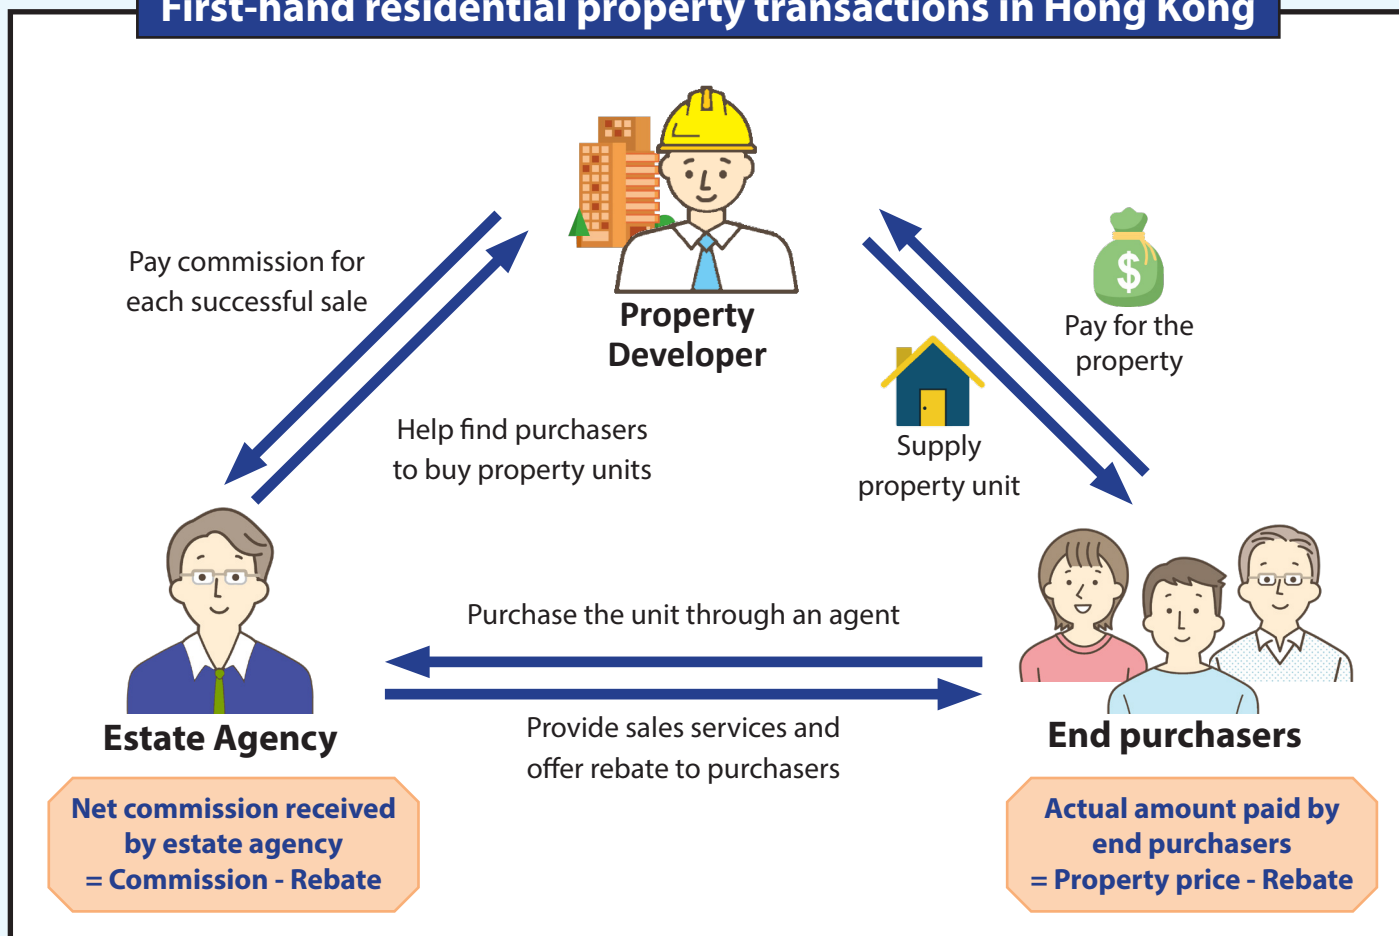 First-hand residential property transactions in Hong Kong
Pay commission for
each successful sale
$
Property
Developer
Pay for the
property
Help find purchasers
to buy property units
Supply
property unit
Purchase the unit through an agent
Estate Agency
Provide sales services and
offer rebate to purchasers
End purchasers
Net commission received
by estate agency
= Commission - Rebate
Actual amount paid by
end purchasers
= Property price - Rebate